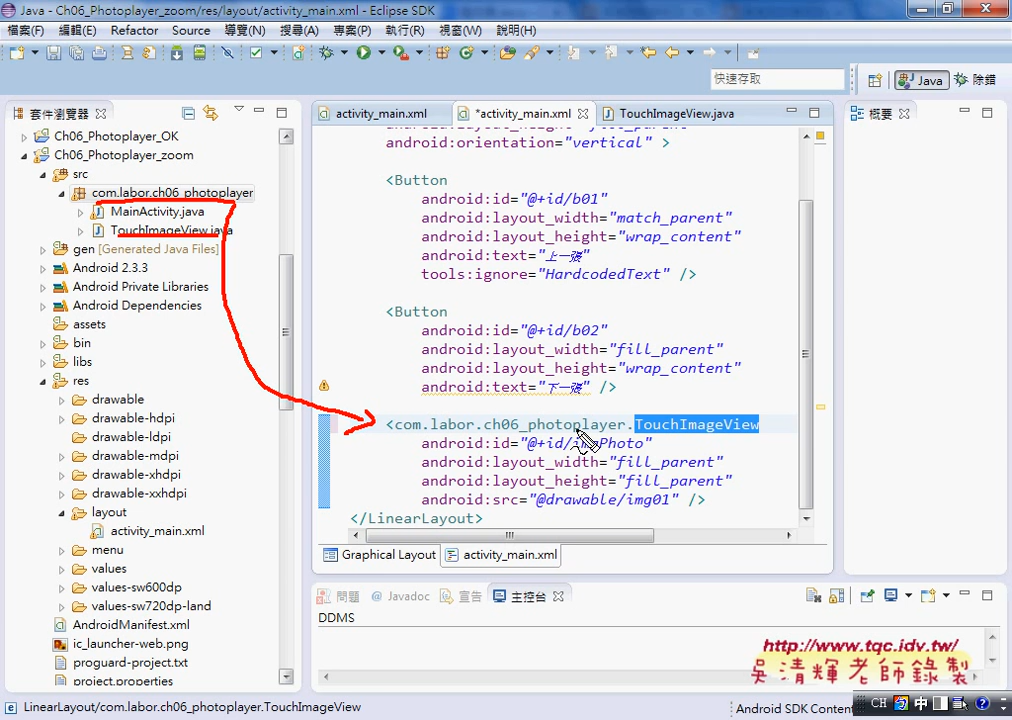 Java - Ch06_Photoplayer_zoom/res/layout/activity_main.xml - Eclipse SDK
檔案(F) 編輯(E) Refactor Source 導覽(N) 搜尋(A) 專案(P) 執行(R) 視窗(W) 說明(H)
快速存取
Java
除錯
套件瀏覽器
Ch06_Photoplayer_OK
Ch06_Photoplayer_zoom
src
com.labor.ch06_photoplayer
MainActivity.java
TouchImageView.java
gen [Generated Java Files]
Android 2.3.3
Android Private Libraries
Android Dependencies
assets
bin
libs
res
drawable
drawable-hdpi
drawable-ldpi
drawable-mdpi
drawable-xhdpi
drawable-xxhdpi
layout
activity_main.xml
menu
values
values-sw600dp
values-sw720dp-land
AndroidManifest.xml
ic_launcher-web.png
proguard-project.txt
project.properties
activity_main.xml
*activity_main.xml
TouchImageView.java
android:layout_height="fill_parent"
android:orientation="vertical" >
<Button
android:id="@+id/b01"
android:layout_width="match_parent"
android:layout_height="wrap_content"
android:text="上一張"
tools:ignore="HardcodedText" />
<Button
android:id="@+id/b02"
android:layout_width="fill_parent"
android:layout_height="wrap_content"
android:text="下一張" />
<com.labor.ch06_photoplayer.TouchImageView
android:id="@+id/imgPhoto"
android:layout_width="fill_parent"
android:layout_height="fill_parent"
android:src="@drawable/img01" />
</LinearLayout>
Graphical Layout
activity_main.xml
概要
問題
@ Javadoc
宣告
主控台
DDMS
http://www.tqc.idv.tw/
吳清輝老師錄製
LinearLayout/com.labor.ch06_photoplayer.TouchImageView
Android SDK Content
CH
中